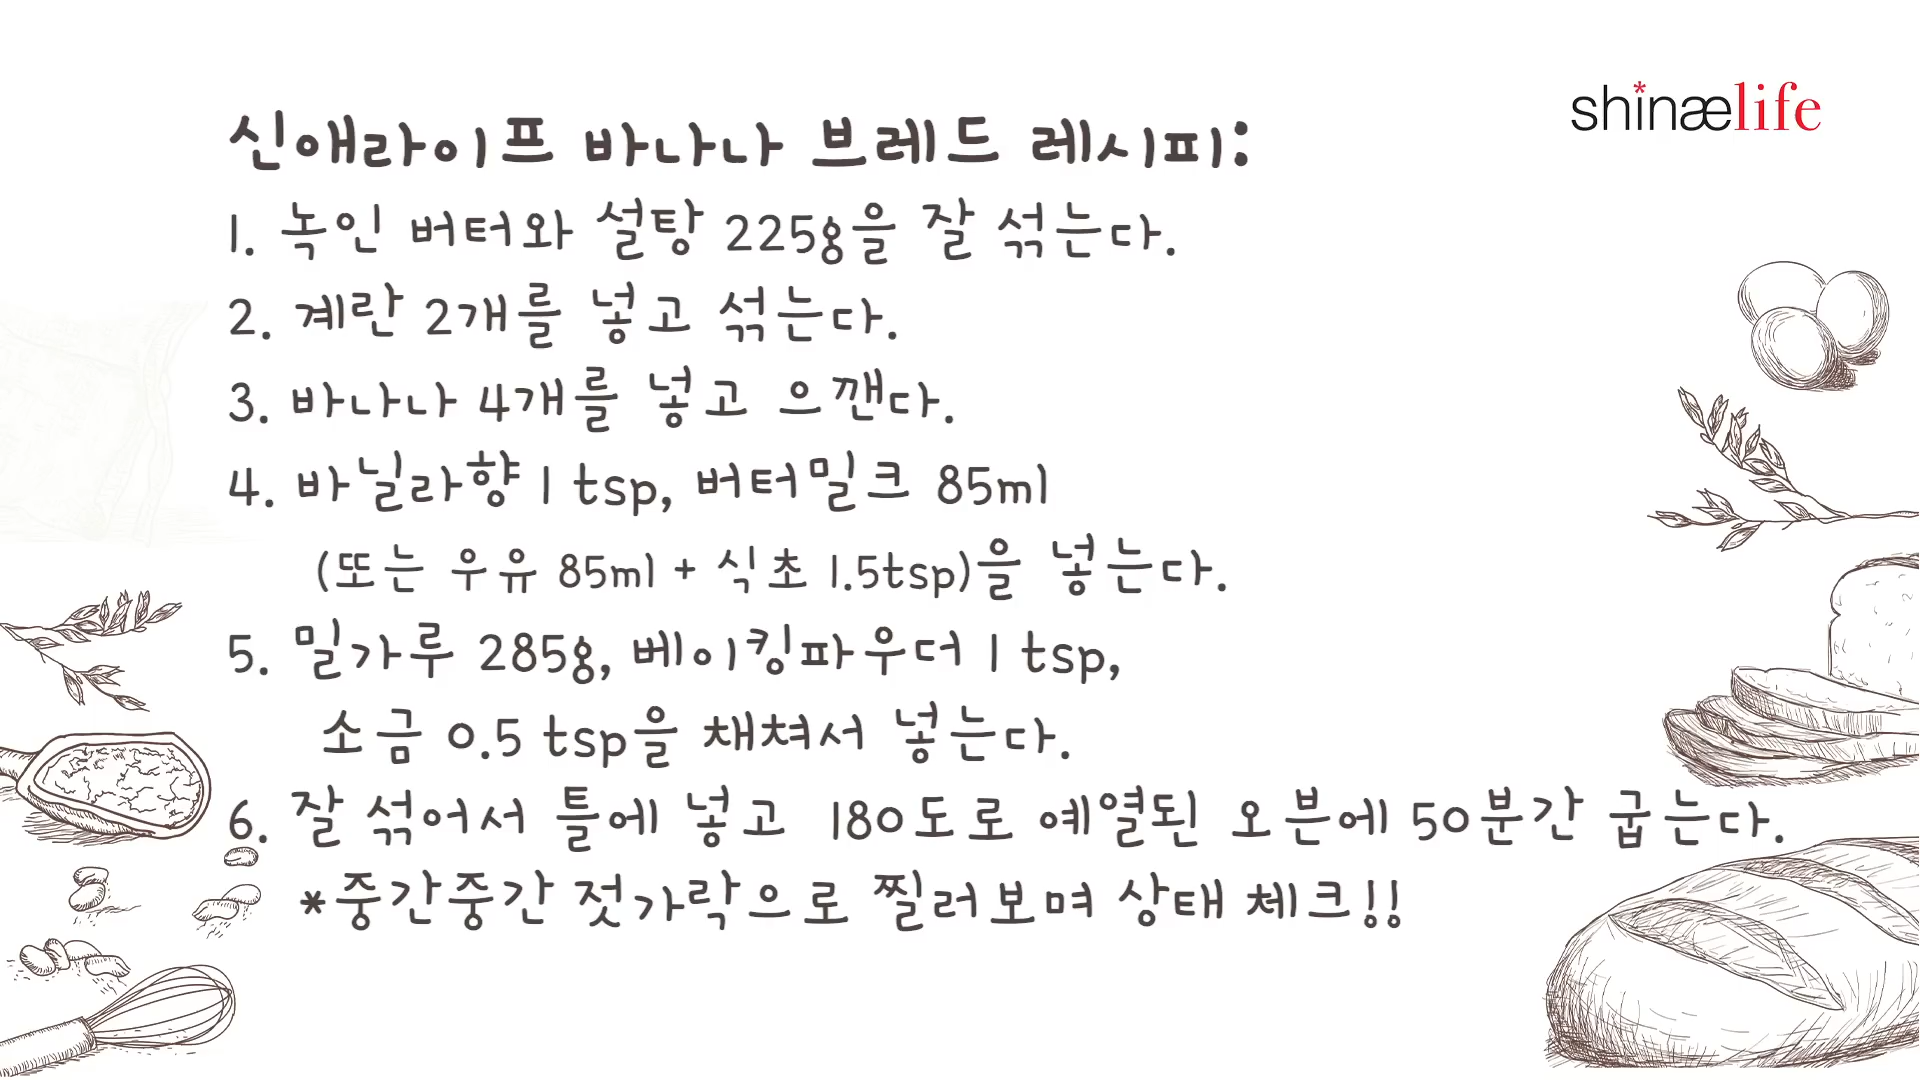 shinælife
신애라이프 바나나 브레드 레시피:
1. 녹인 버터와 설탕 225g을 잘 섞는다.
2. 계란 2개를 넣고 섞는다.
3. 바나나 4개를 넣고 으깬다.
4. 바닐라향 1 tsp, 버터밀크 85ml
(또는 우유 85ml + 식초 1.5tsp)을 넣는다.
5. 밀가루 285g, 베이킹파우더 1 tsp,
소금 0.5 tsp을 채쳐서 넣는다.
6. 잘 섞어서 틀에 넣고 180도로 예열된 오븐에 50분간 굽는다.
*중간중간 젓가락으로 찔러보며 상태 체크!!